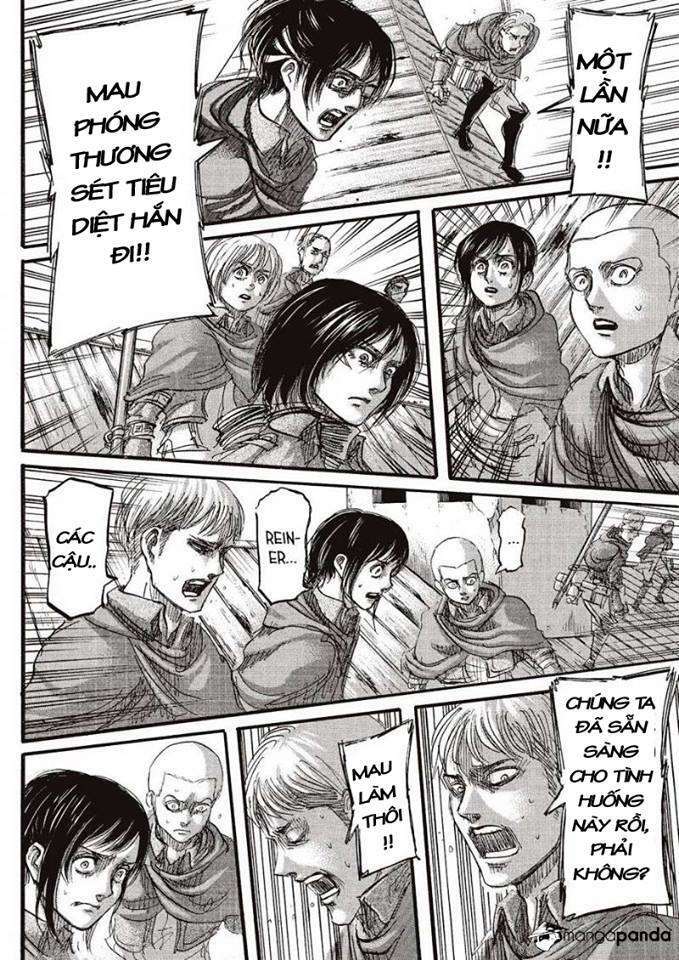 MỘT
LẦN
NỮA
!!
MAU
PHÓNG
THƯƠNG
SÉT TIÊU
DIỆT HẮN
ĐI!!
...
REIN-
ER...
CÁC
CẬU..
CHÚNG TA
ĐÃ SẴN
SÀNG
CHO TÌNH
HUỐNG
NÀY RỒI,
PHẢI
KHÔNG?
MAU
LÀM
THÔI
!!
mangapanda